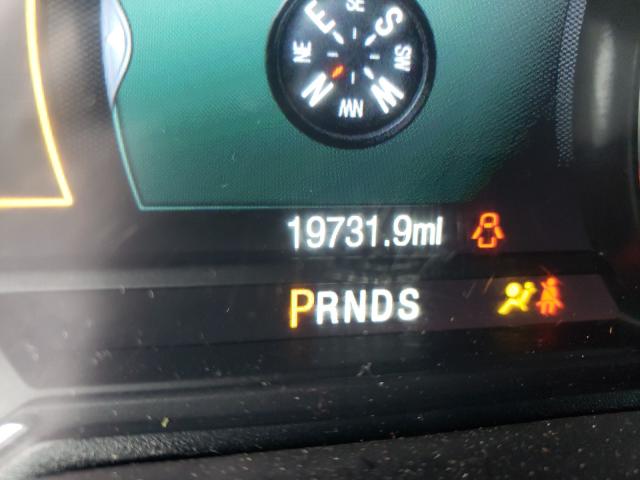 SE
E S
NE SW
N W
NW
19731.9mi
PRNDS